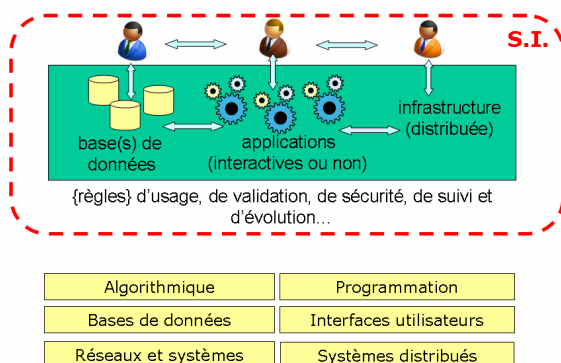 S.I.
base(s) de
données
applications
(interactives ou non)
infrastructure
(distribuée)
{règles} d'usage, de validation, de sécurité, de suivi et
d'évolution...
Algorithmique
Programmation
Bases de données
Interfaces utilisateurs
Réseaux et systèmes
Systèmes distribués